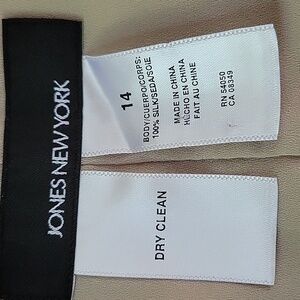 JONES NEW YORK
14
BODY/CUERPO/CORPS:
100% SILK/SEDA/SOIE
MADE IN CHINA
HECHO EN CHINA
FAIT AU CHINE
RN 54050
CA 08349
DRY CLEAN